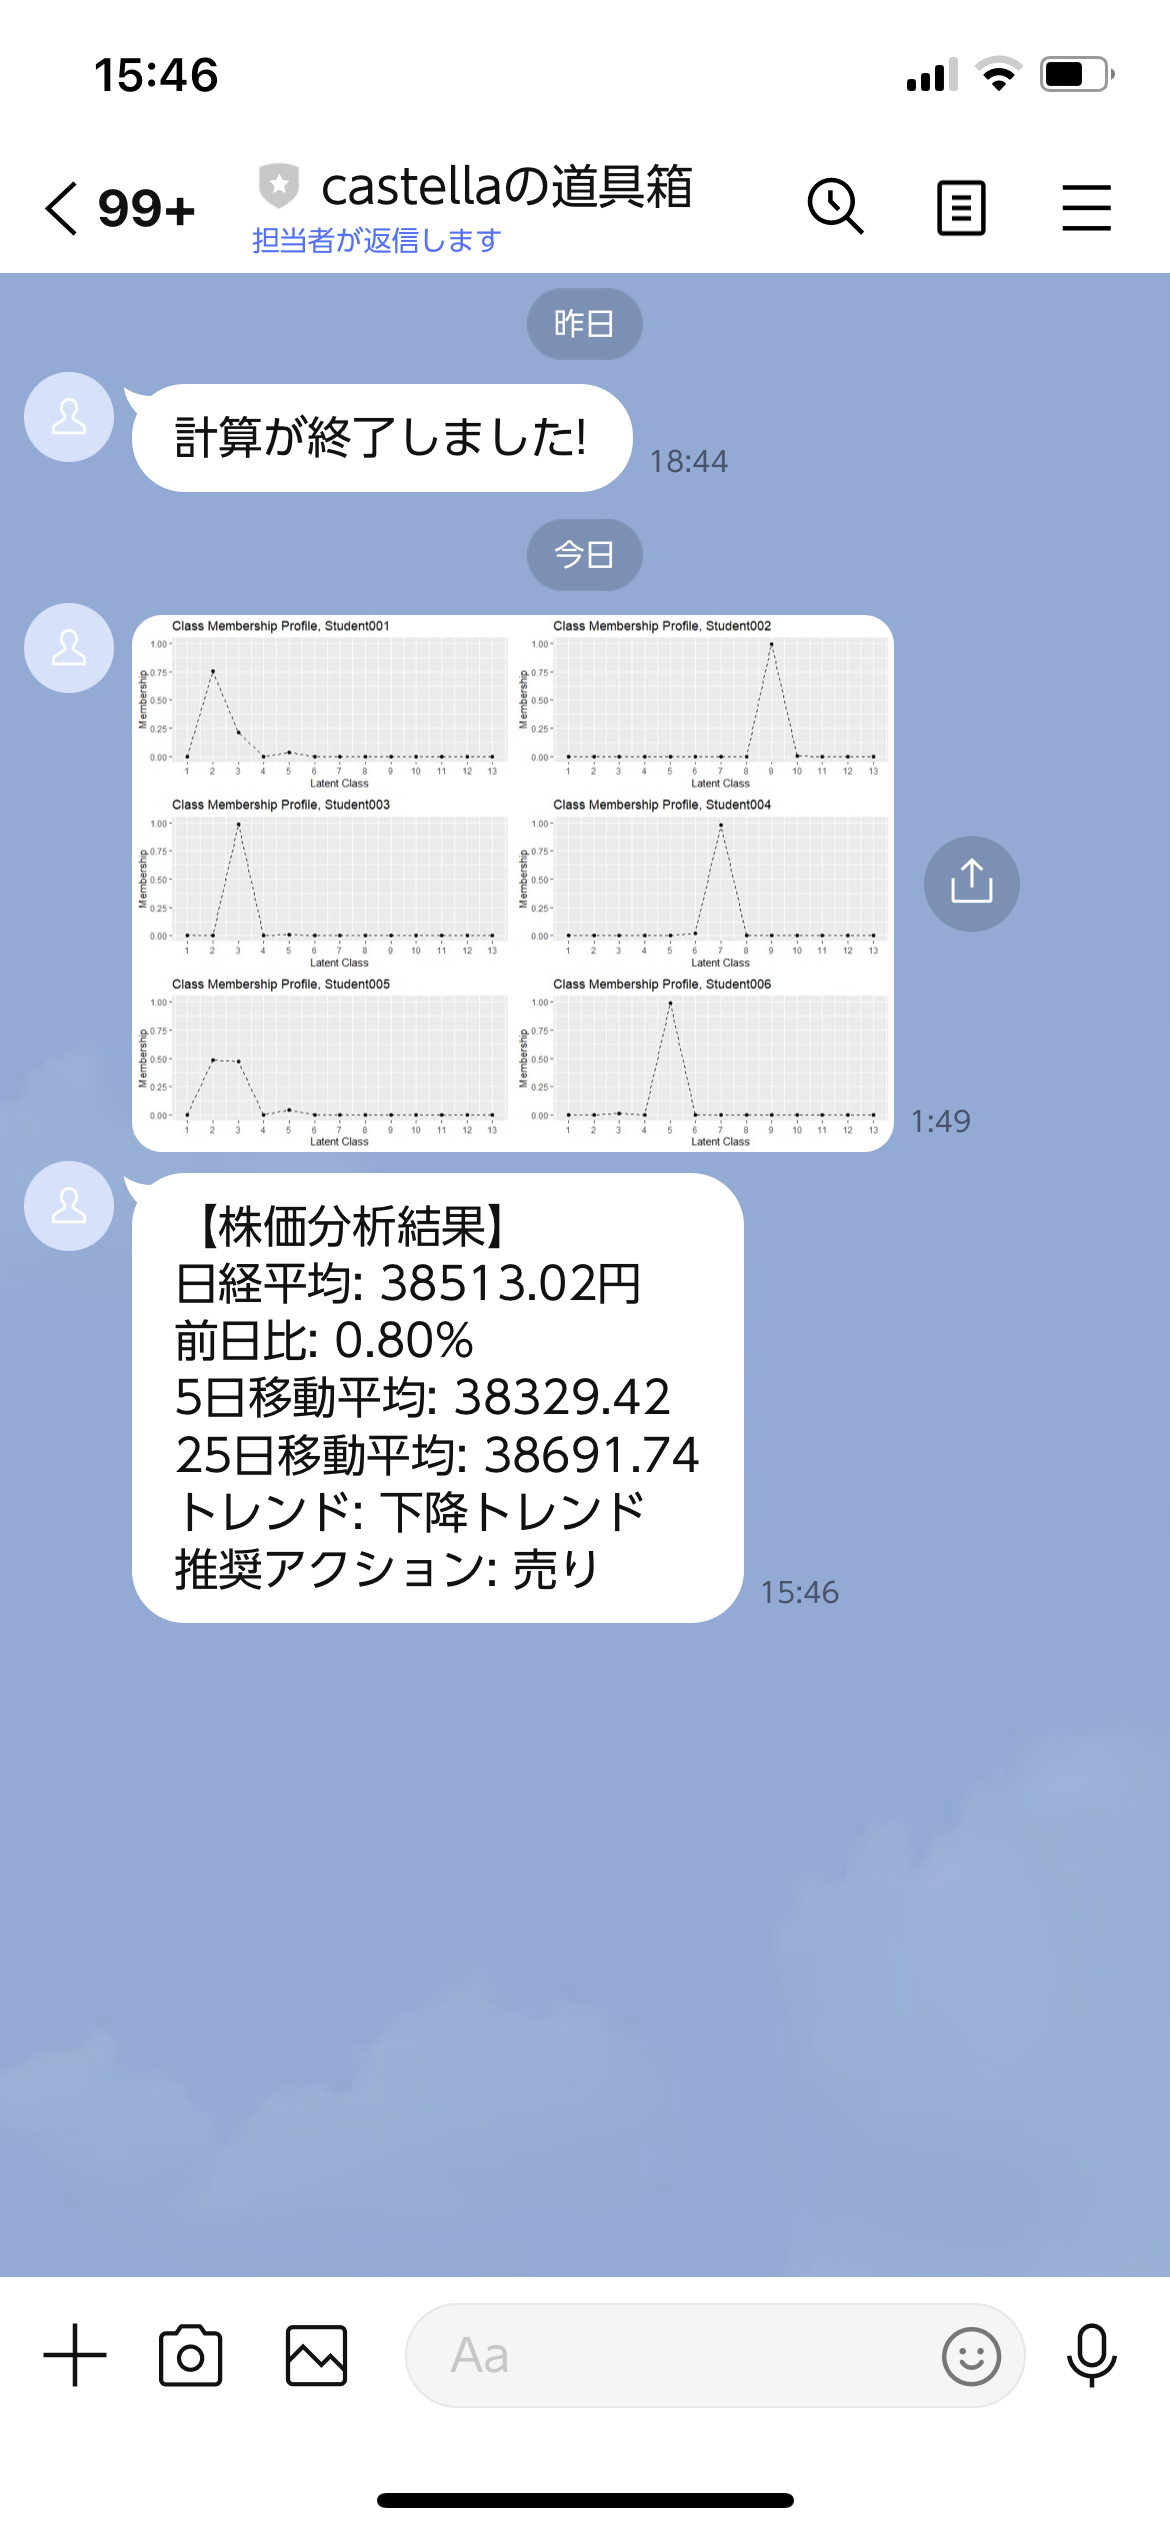 15:46
99+
castellaの道具箱
担当者が返信します
昨日
計算が終了しました!
18:44
今日
Class Membership Profile, Student001
1.00
0.75
0.50
0.25
0.00
Membership
1 2 3 4 5 6 7 8 9 10 11 12 13
Latent Class
Class Membership Profile, Student002
1.00
0.75
0.50
0.25
0.00
Membership
1 2 3 4 5 6 7 8 9 10 11 12 13
Latent Class
Class Membership Profile, Student003
1.00
0.75
0.50
0.25
0.00
Membership
1 2 3 4 5 6 7 8 9 10 11 12 13
Latent Class
Class Membership Profile, Student004
1.00
0.75
0.50
0.25
0.00
Membership
1 2 3 4 5 6 7 8 9 10 11 12 13
Latent Class
Class Membership Profile, Student005
1.00
0.75
0.50
0.25
0.00
Membership
1 2 3 4 5 6 7 8 9 10 11 12 13
Latent Class
Class Membership Profile, Student006
1.00
0.75
0.50
0.25
0.00
Membership
1 2 3 4 5 6 7 8 9 10 11 12 13
Latent Class
1:49
【株価分析結果】
日経平均: 38513.02円
前日比: 0.80%
5日移動平均: 38329.42
25日移動平均: 38691.74
トレンド: 下降トレンド
推奨アクション: 売り
15:46
Aa